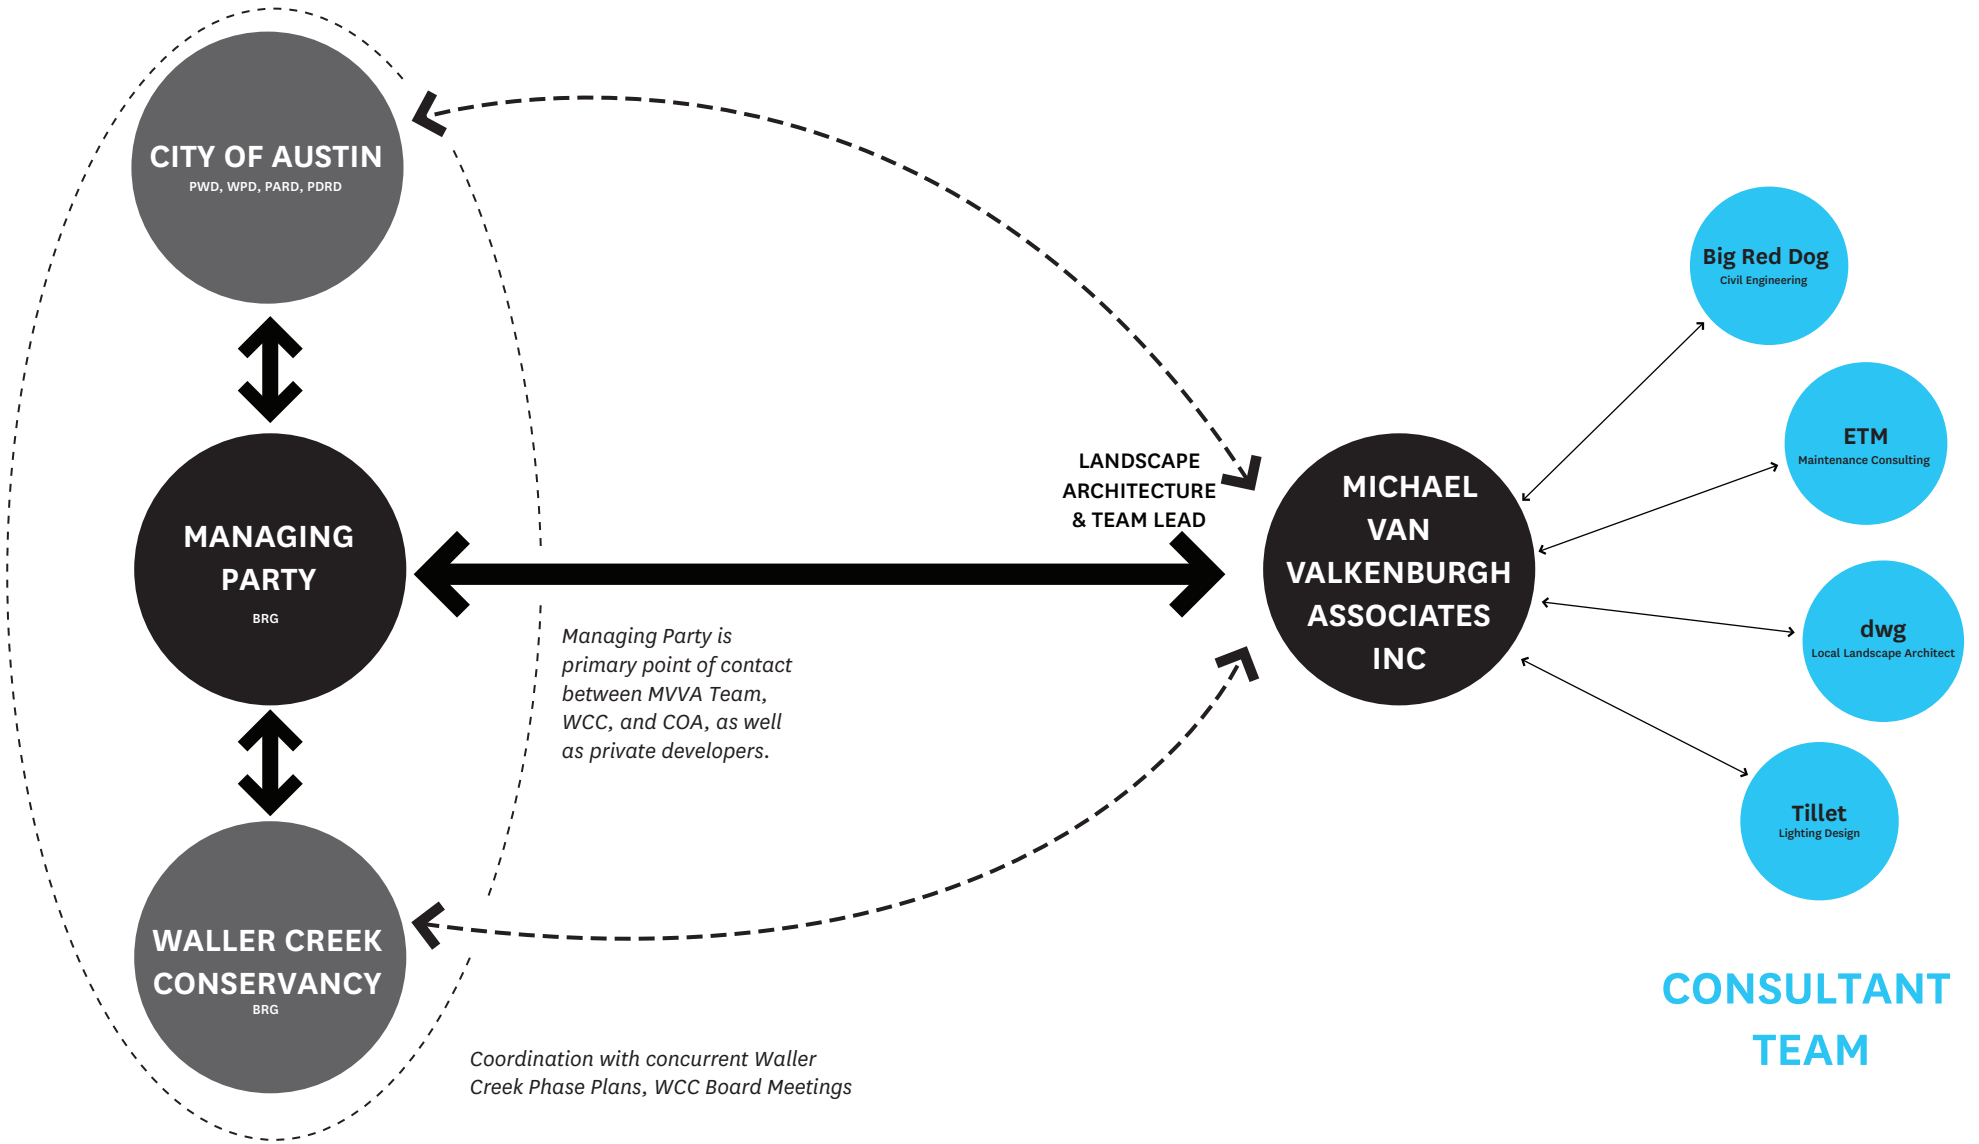 CITY OF AUSTIN
PWD, WPD, PARD, PDRD
MANAGING
PARTY
BRG
WALLER CREEK
CONSERVANCY
BRG
LANDSCAPE
ARCHITECTURE
& TEAM LEAD
Managing Party is
primary point of contact
between MVVA Team,
WCC, and COA, as well
as private developers.
Coordination with concurrent Waller
Creek Phase Plans, WCC Board Meetings
MICHAEL
VAN
VALKENBURGH
ASSOCIATES
INC
Big Red Dog
Civil Engineering
ETM
Maintenance Consulting
dwg
Local Landscape Architect
Tillet
Lighting Design
CONSULTANT
TEAM